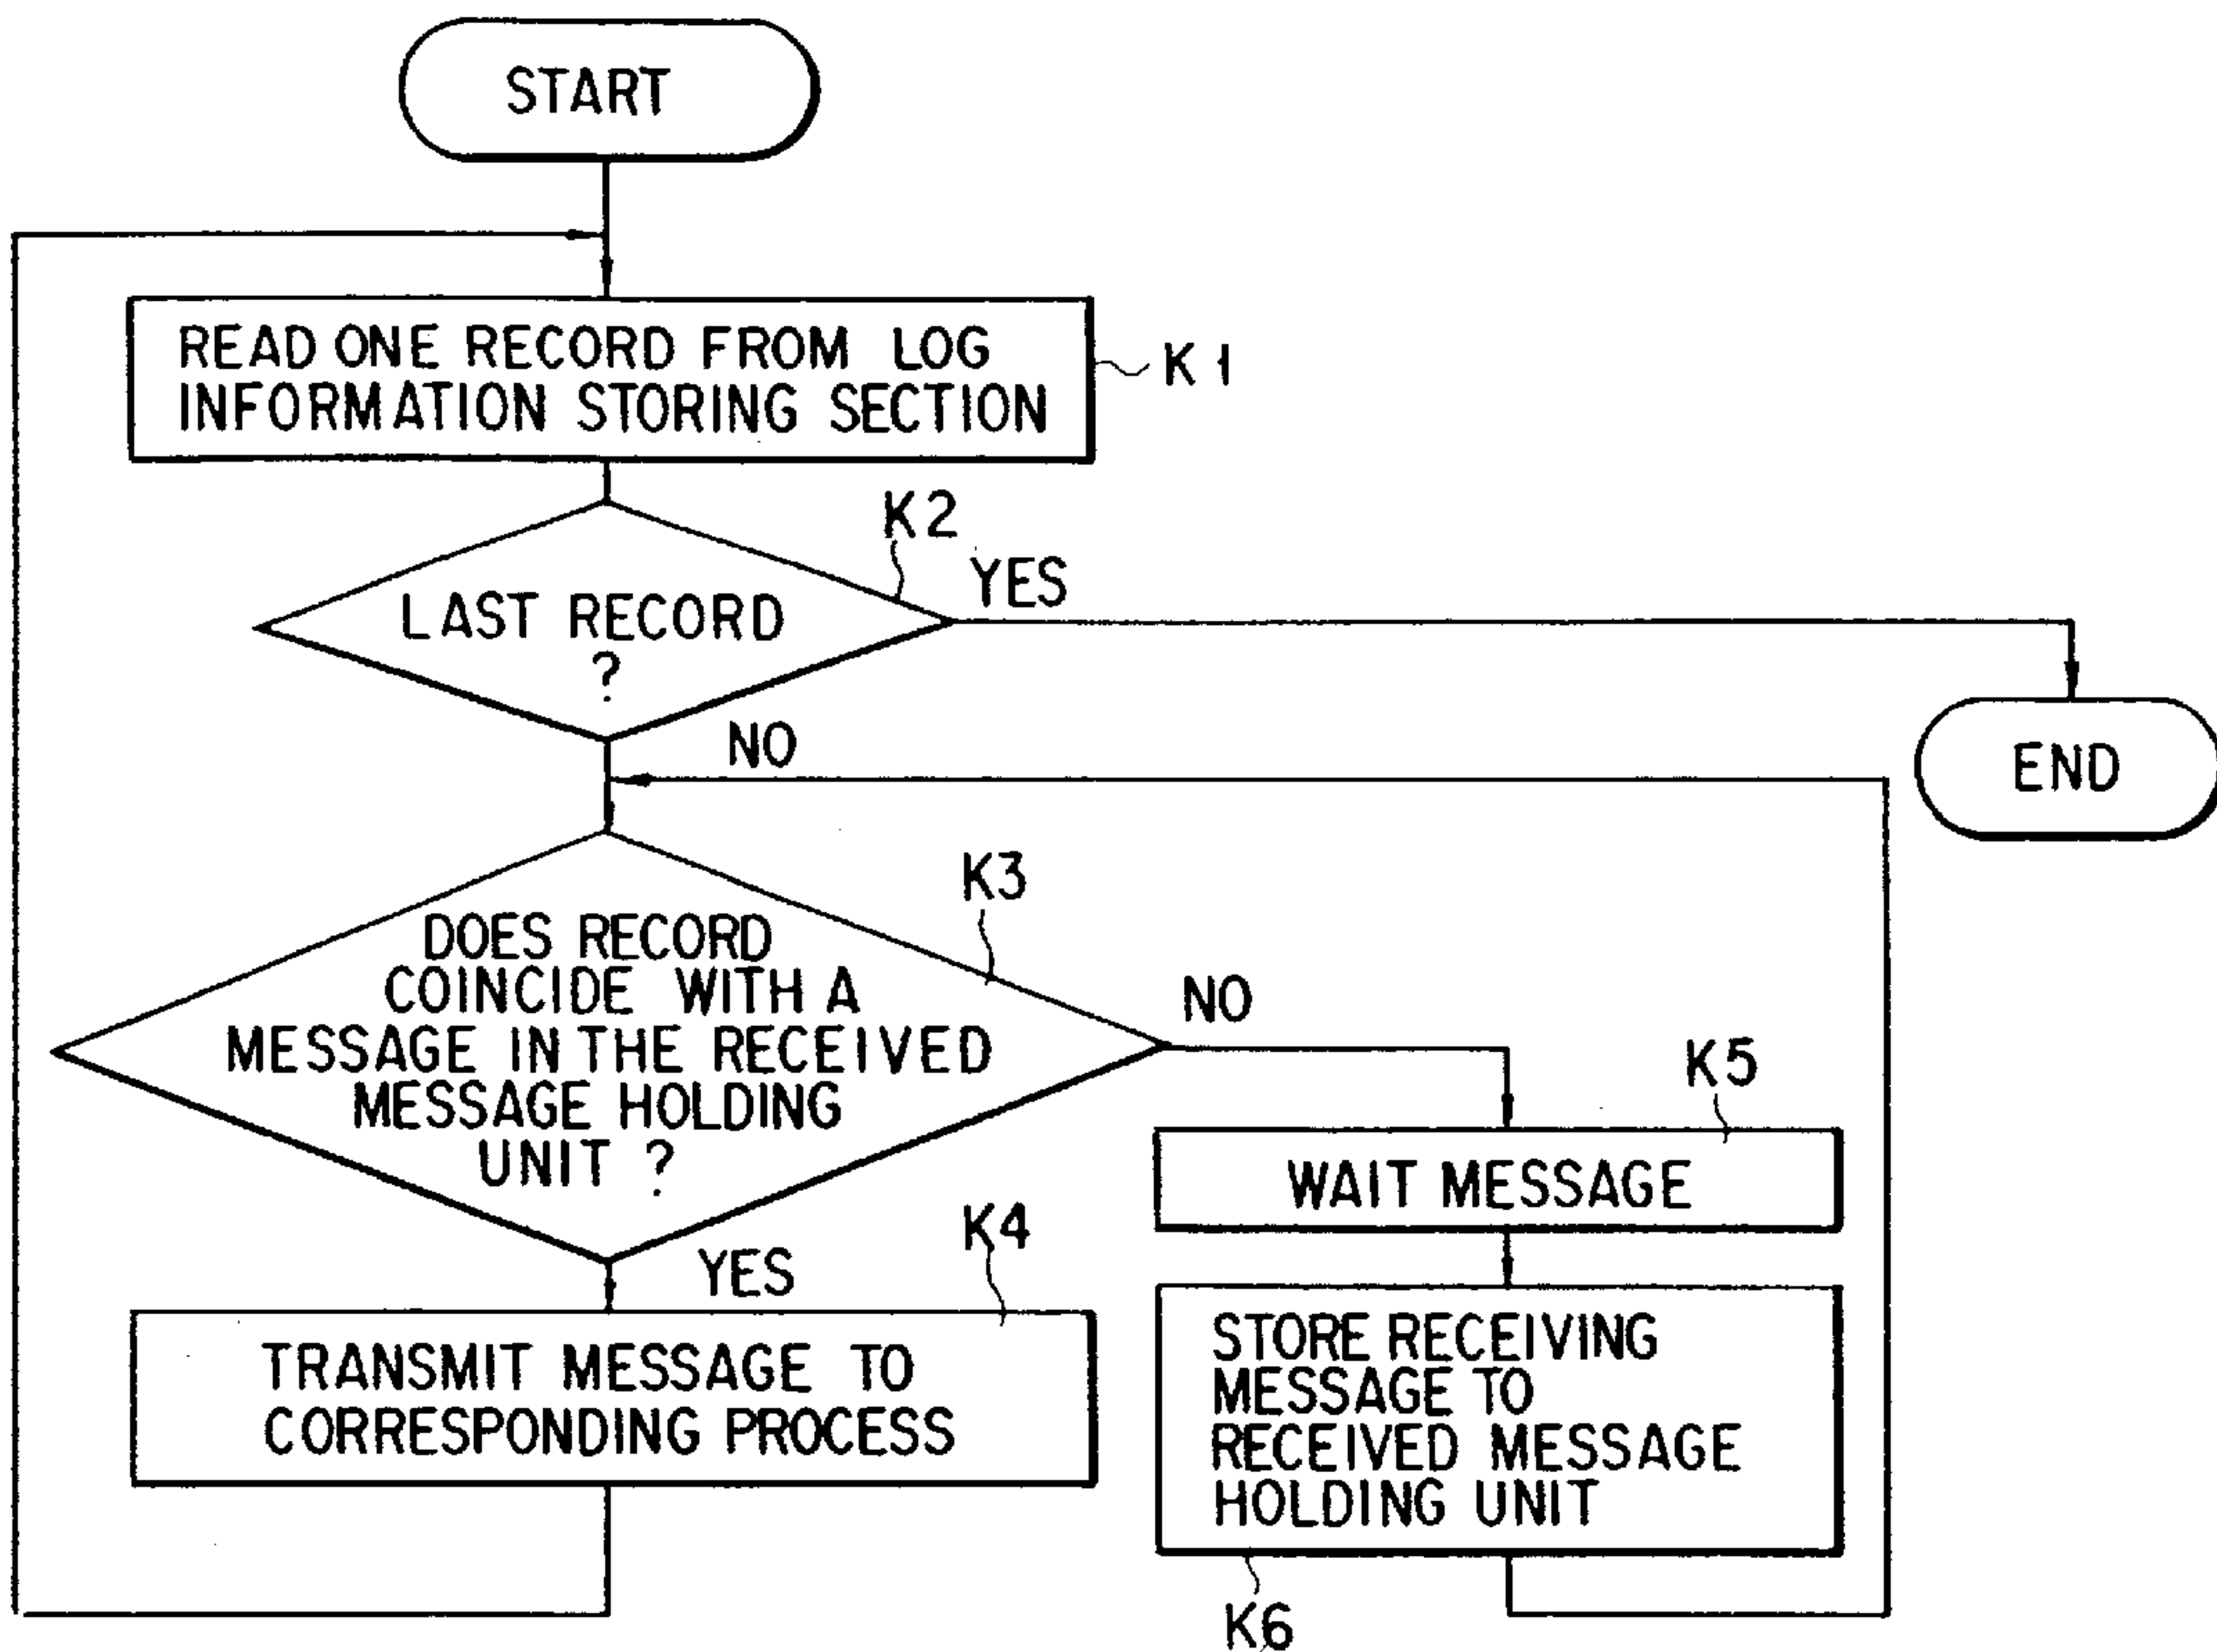 START
READ ONE RECORD FROM LOG
INFORMATION STORING SECTION
K1
K2
LAST RECORD
?
YES
NO
END
K3
DOES RECORD
COINCIDE WITH A
MESSAGE IN THE RECEIVED
MESSAGE HOLDING
UNIT ?
NO
YES
K4
TRANSMIT MESSAGE TO
CORRESPONDING PROCESS
K5
WAIT MESSAGE
STORE RECEIVING
MESSAGE TO
RECEIVED MESSAGE
HOLDING UNIT
K6